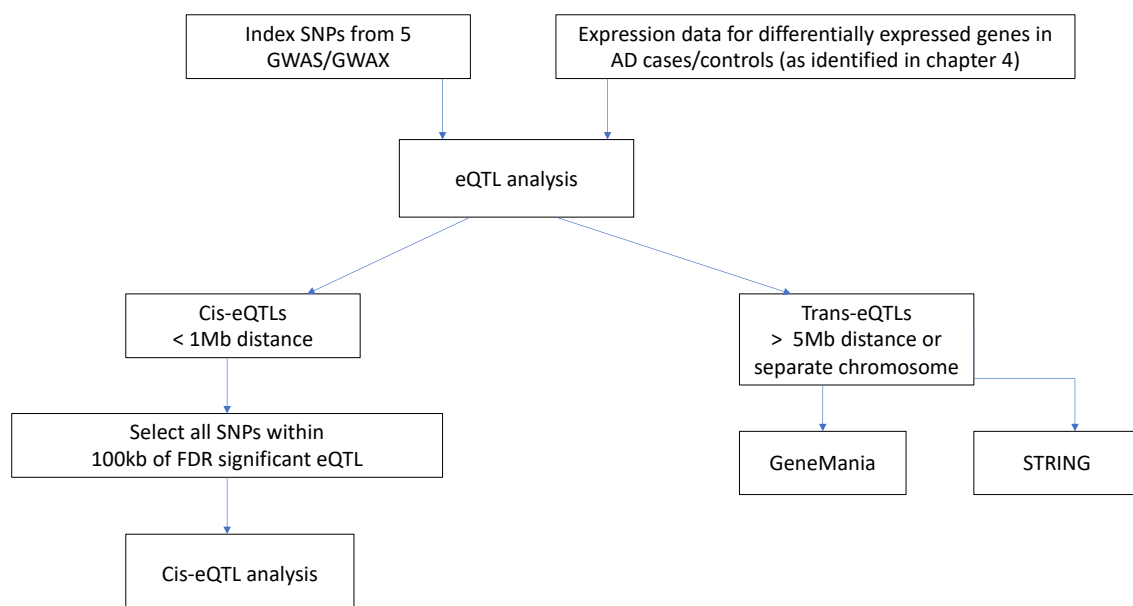 Index SNPs from 5
GWAS/GWAX
Expression data for differentially expressed genes in
AD cases/controls (as identified in chapter 4)
eQTL analysis
Cis-eQTLs
< 1Mb distance
Trans-eQTLs
> 5Mb distance or
separate chromosome
Select all SNPs within
100kb of FDR significant eQTL
GeneMania
STRING
Cis-eQTL analysis